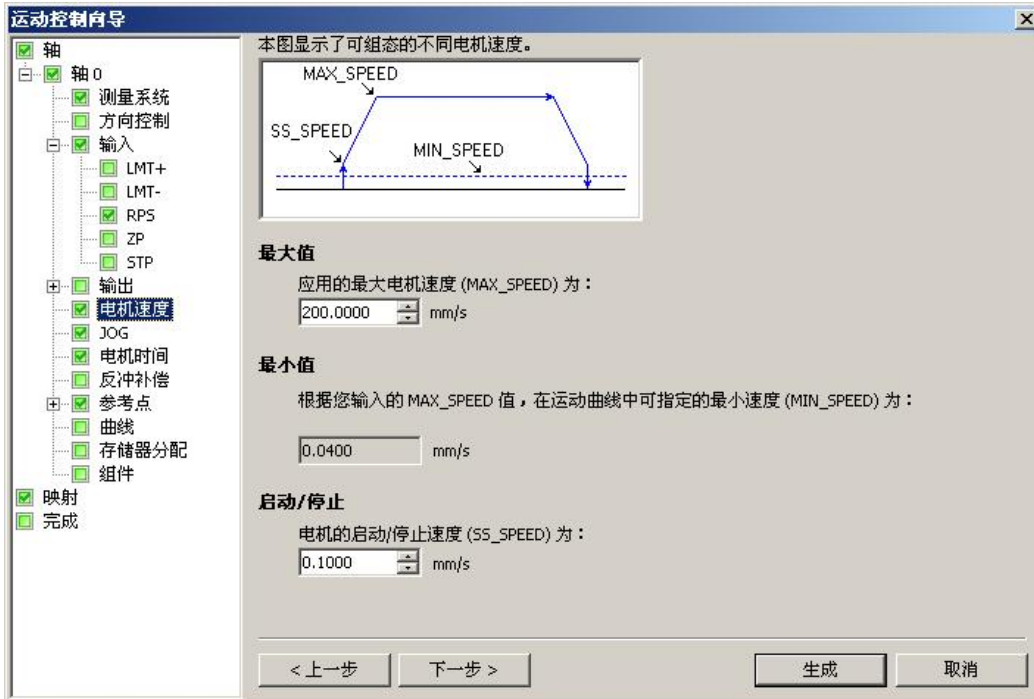 运动控制向导
轴
轴 0
测量系统
方向控制
输入
LMT+
LMT-
RPS
ZP
STP
输出
电机速度
JOG
电机时间
反冲补偿
参考点
曲线
存储器分配
组件
映射
完成
本图显示了可组态的不同电机速度。
MAX_SPEED
SS_SPEED
MIN_SPEED
最大值
应用的最大电机速度 (MAX_SPEED) 为：
200.0000 mm/s
最小值
根据您输入的 MAX_SPEED 值，在运动曲线中可指定的最小速度 (MIN_SPEED) 为：
0.0400 mm/s
启动/停止
电机的启动/停止速度 (SS_SPEED) 为：
0.1000 mm/s
< 上一步 下一步 > 生成 取消